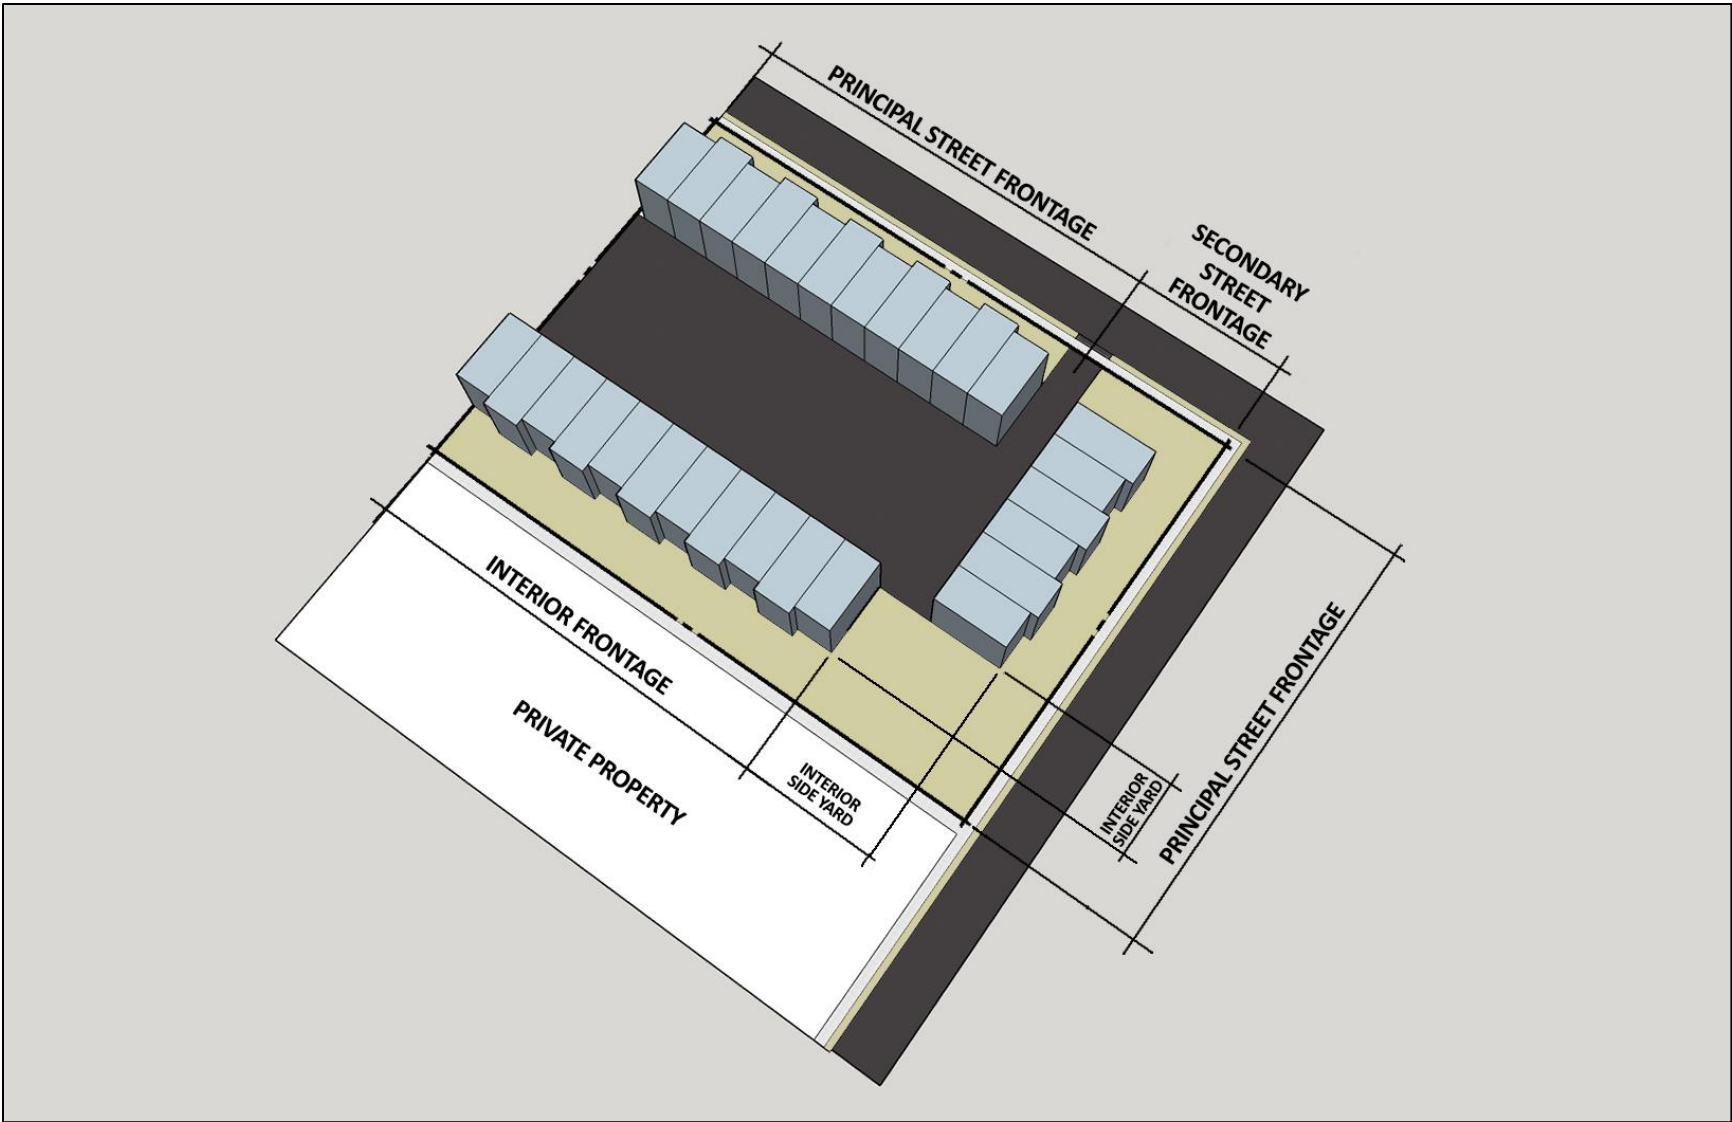 PRINCIPAL STREET FRONTAGE
SECONDARY
STREET
FRONTAGE
INTERIOR FRONTAGE
PRIVATE PROPERTY
INTERIOR
SIDE YARD
INTERIOR
SIDE YARD
PRINCIPAL STREET FRONTAGE